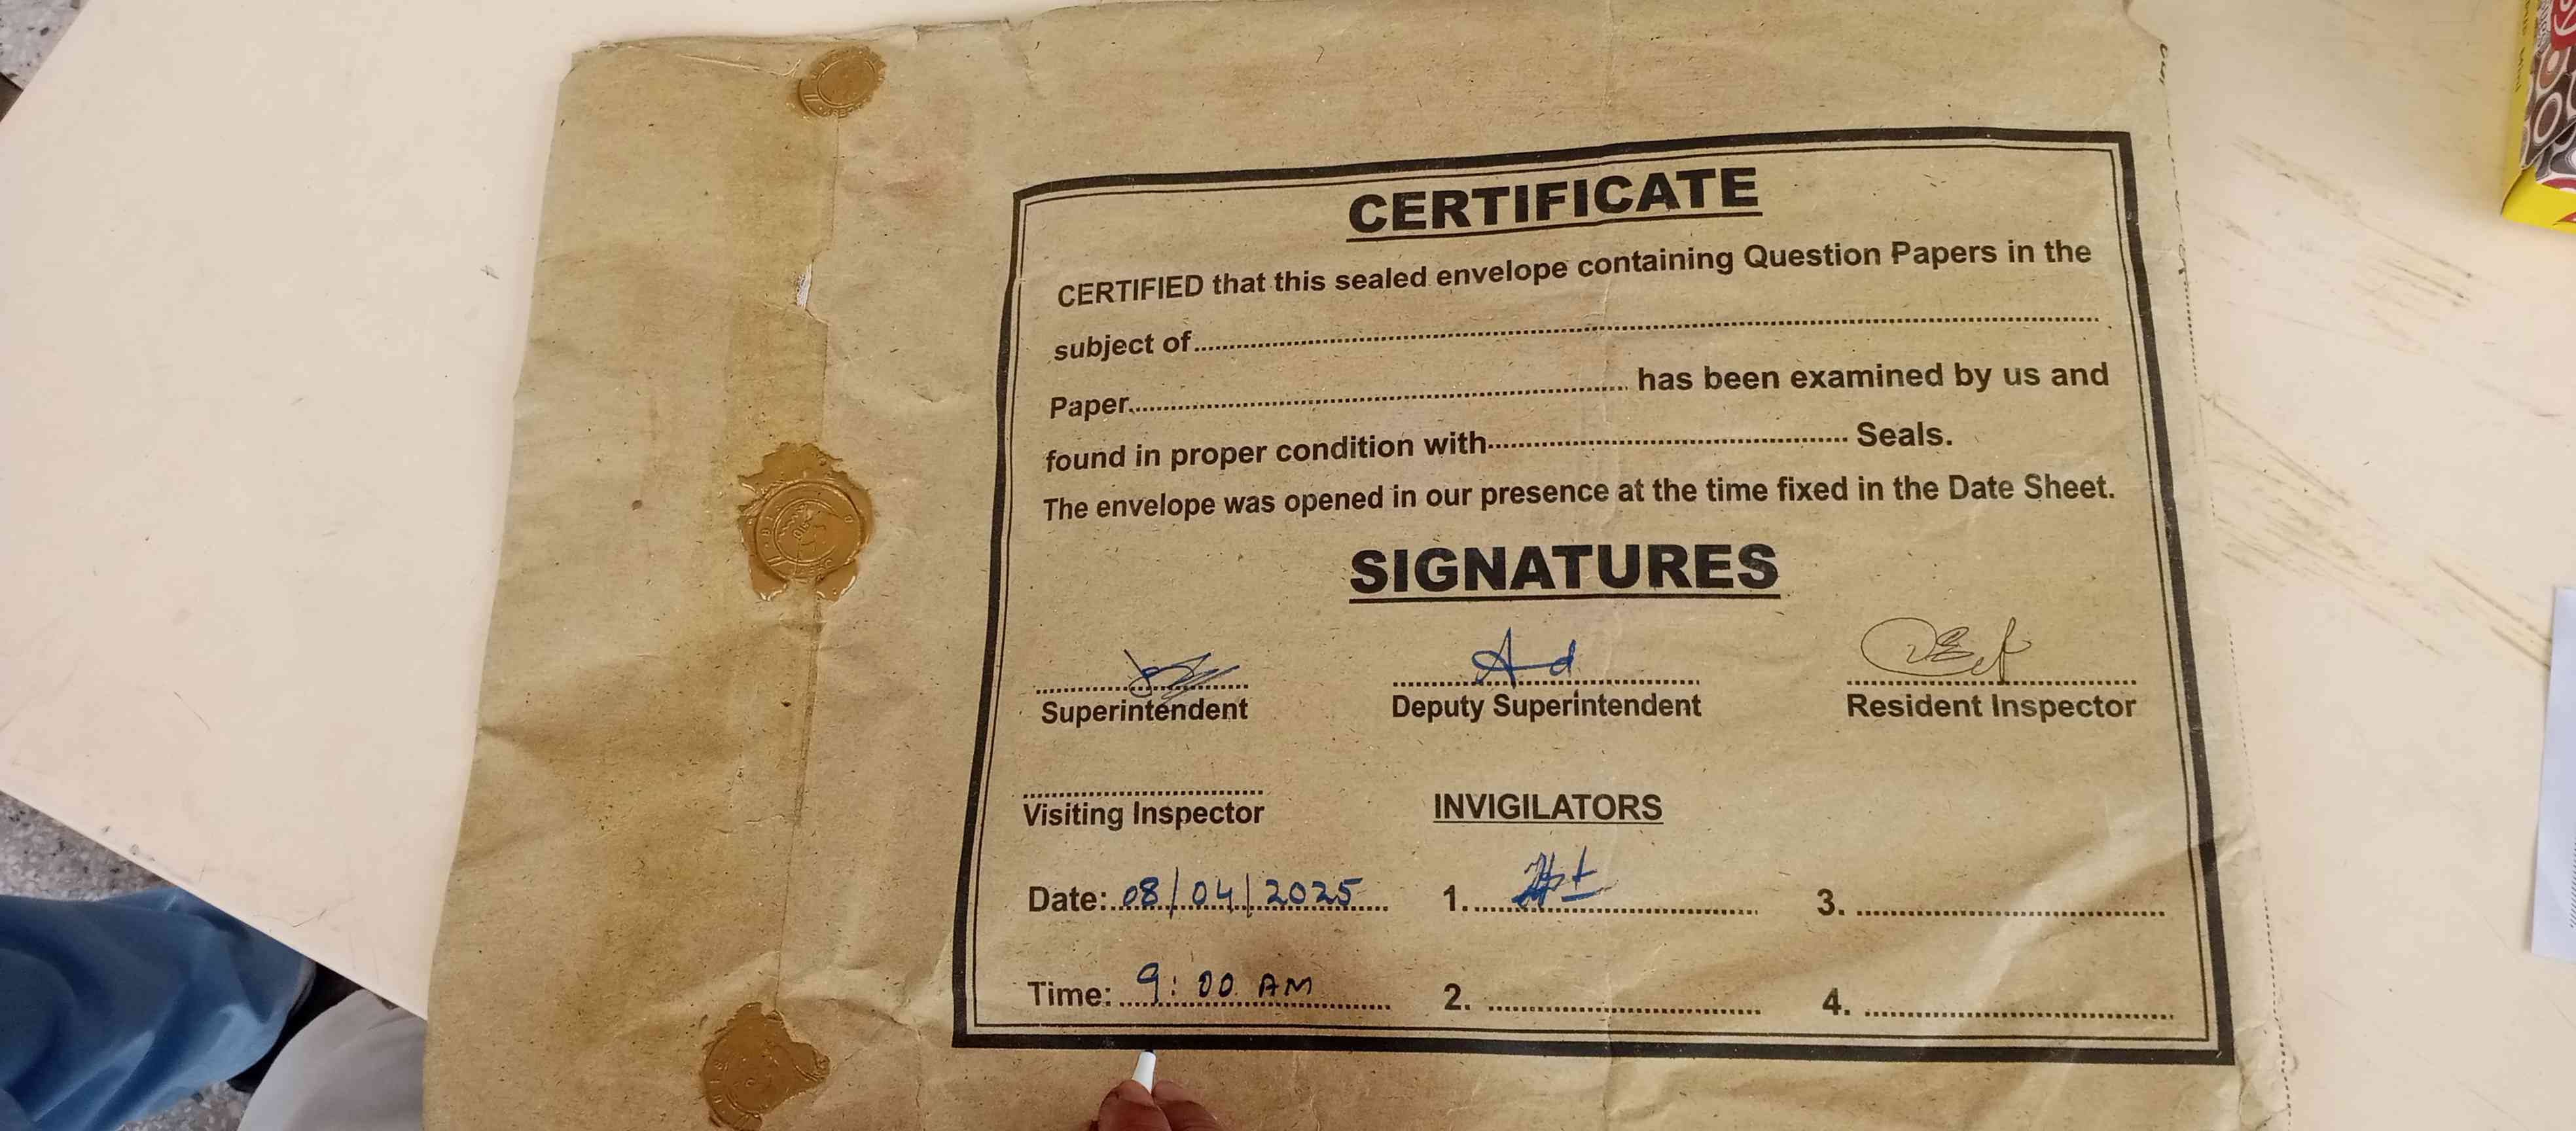 CERTIFICATE
CERTIFIED that this sealed envelope containing Question Papers in the
subject of
Paper has been examined by us and
found in proper condition with Seals.
The envelope was opened in our presence at the time fixed in the Date Sheet.
SIGNATURES
Superintendent Deputy Superintendent Resident Inspector
Visiting Inspector INVIGILATORS
Date: 08/04/2025 1. 3.
Time: 9:00 AM 2. 4.